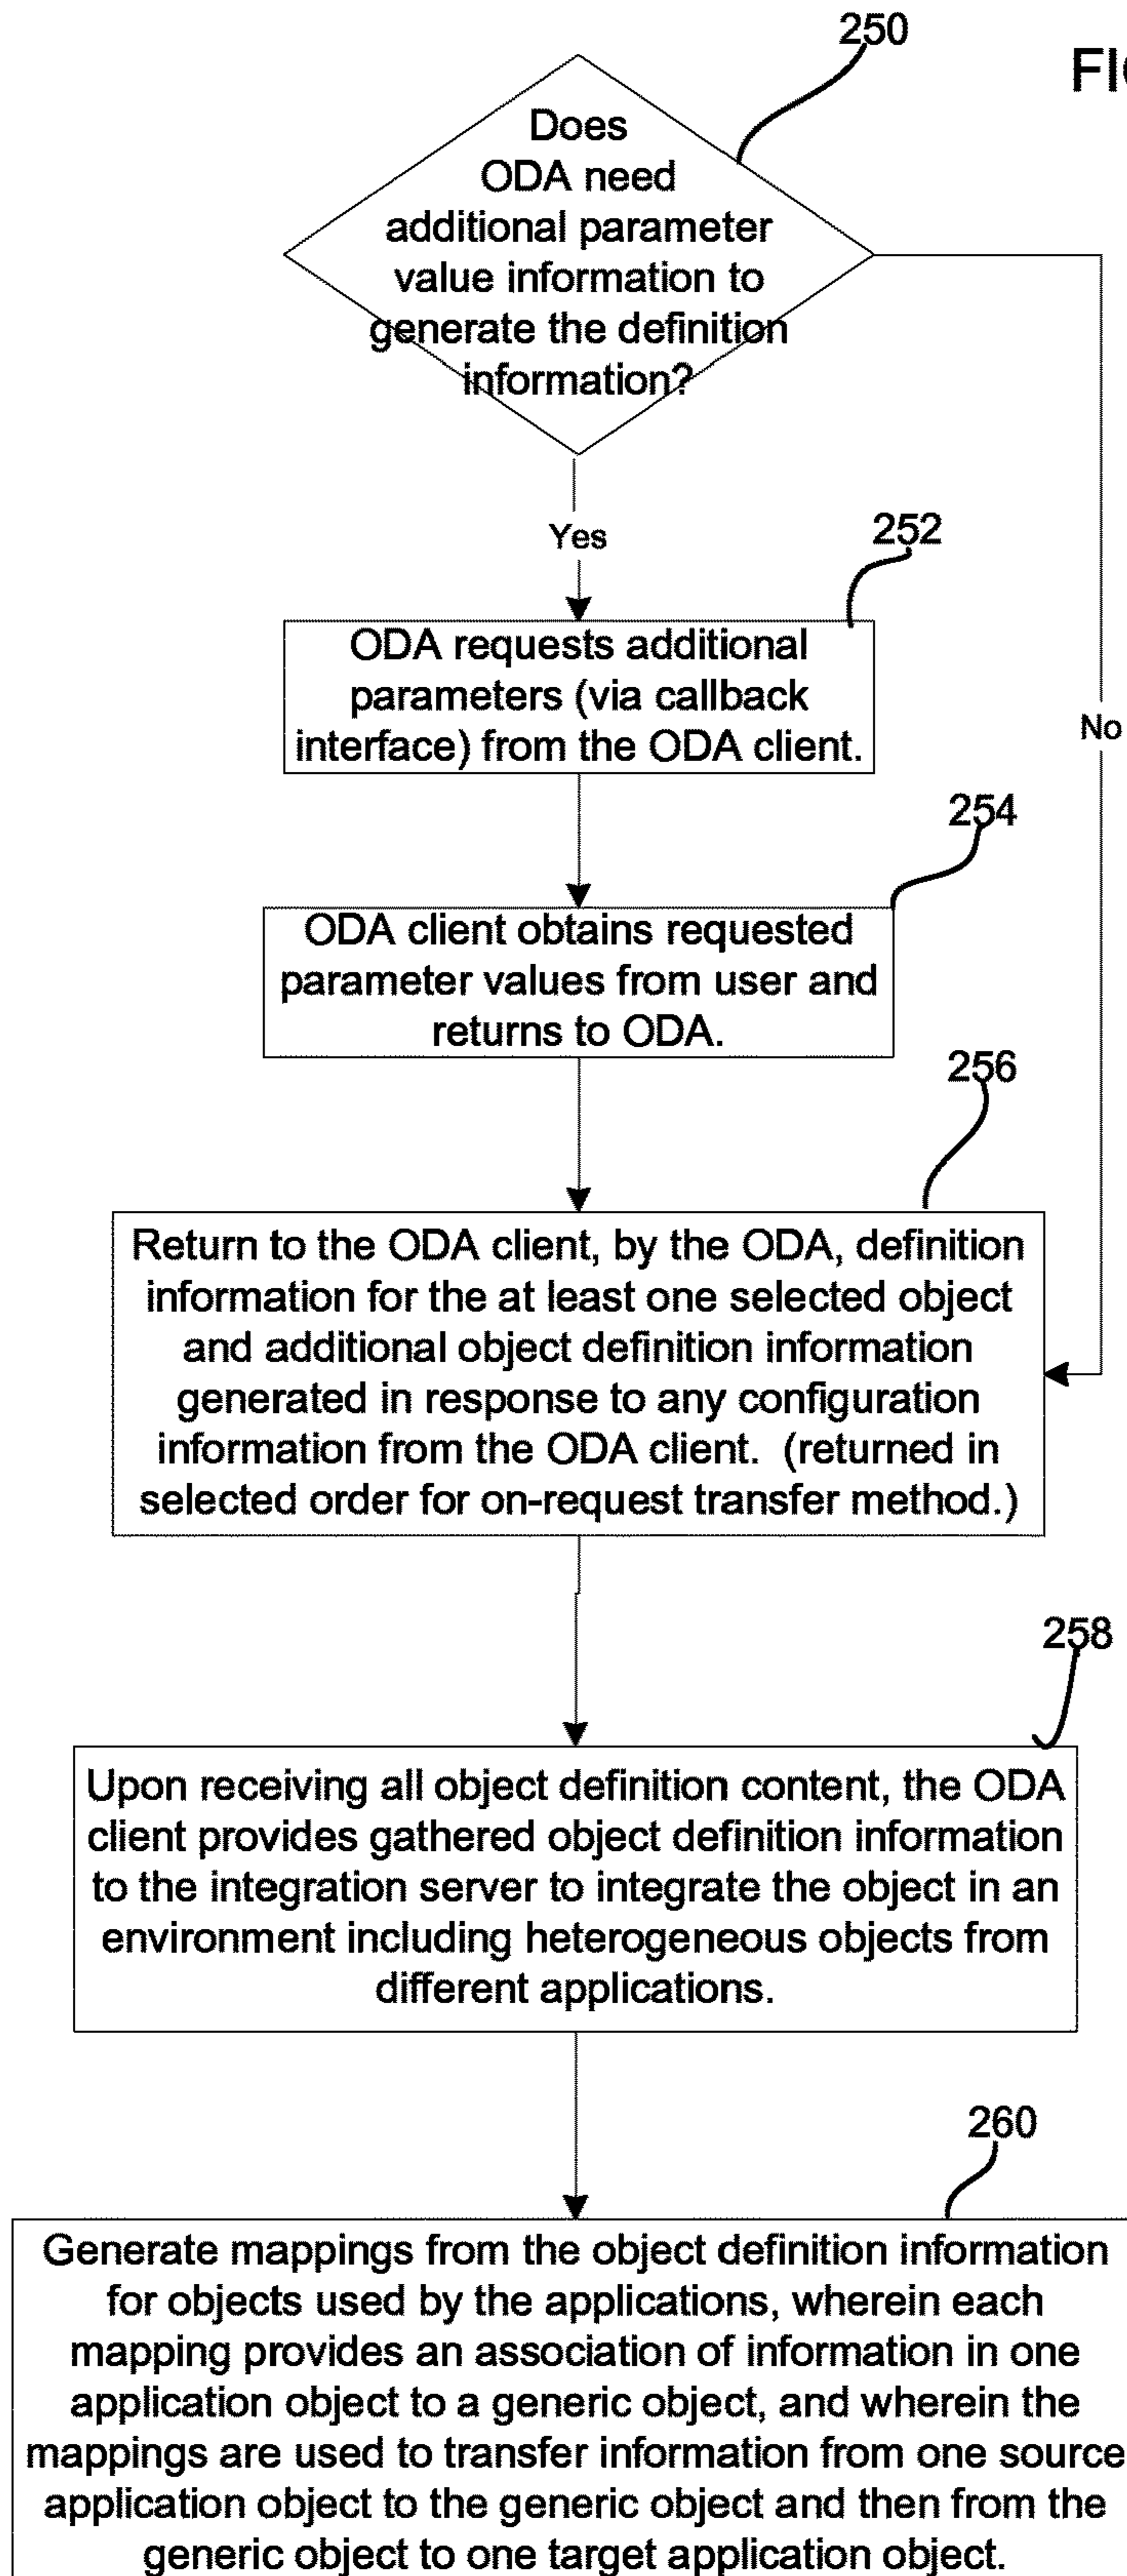 250
Does
ODA need
additional parameter
value information to
generate the definition
information?
Yes
No
252
ODA requests additional
parameters (via callback
interface) from the ODA client.
254
ODA client obtains requested
parameter values from user and
returns to ODA.
256
Return to the ODA client, by the ODA, definition
information for the at least one selected object
and additional object definition information
generated in response to any configuration
information from the ODA client. (returned in
selected order for on-request transfer method.)
258
Upon receiving all object definition content, the ODA
client provides gathered object definition information
to the integration server to integrate the object in an
environment including heterogeneous objects from
different applications.
260
Generate mappings from the object definition information
for objects used by the applications, wherein each
mapping provides an association of information in one
application object to a generic object, and wherein the
mappings are used to transfer information from one source
application object to the generic object and then from the
generic object to one target application object.